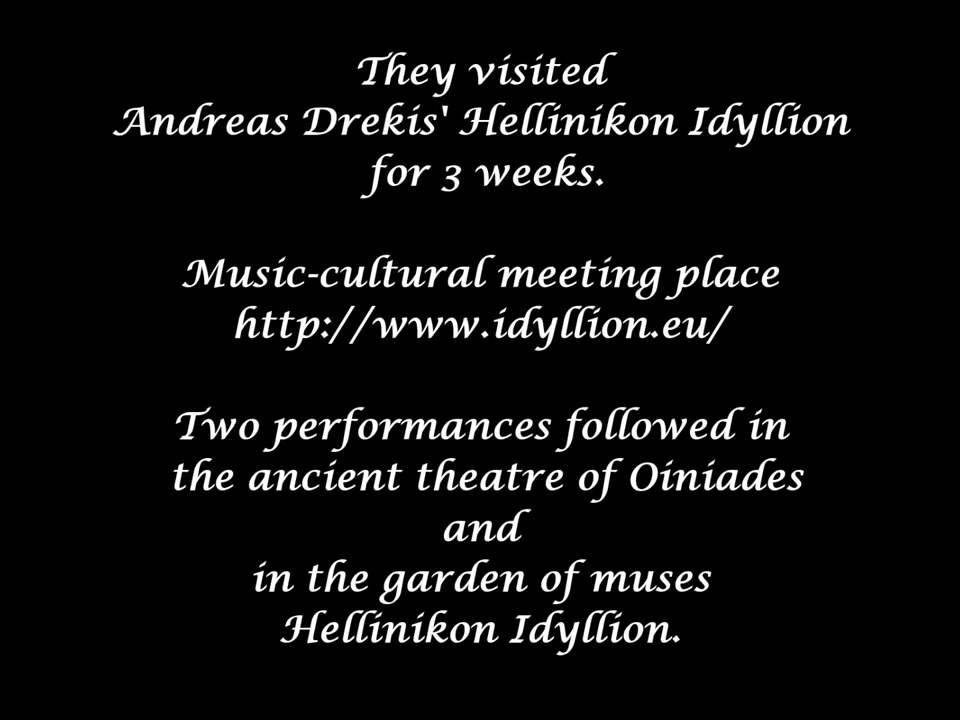 They visited
Andreas Drekis' Hellinikon Idyllion
for 3 weeks.
Music-cultural meeting place
http://www.idyllion.eu/
Two performances followed in
the ancient theatre of Oiniades
and
in the garden of muses
Hellinikon Idyllion.